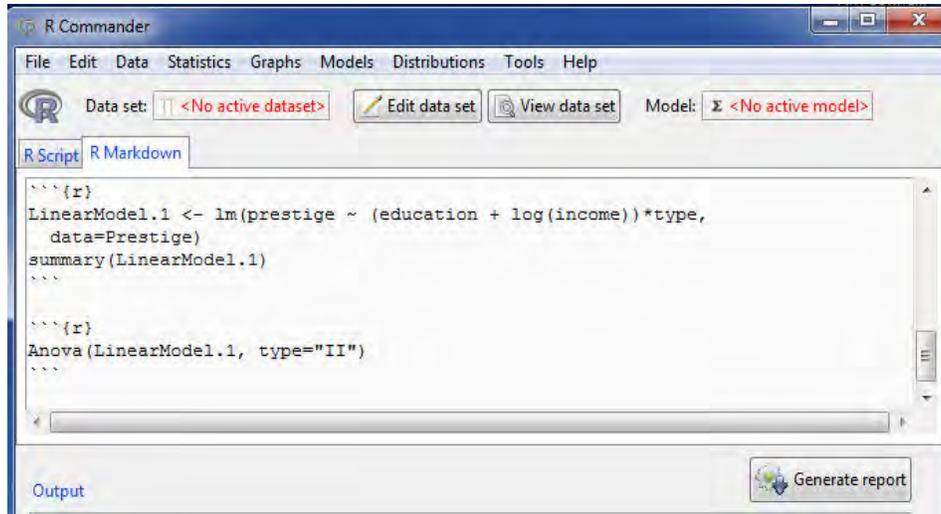 R Commander
File Edit Data Statistics Graphs Models Distributions Tools Help
R Data set: <No active dataset> Edit data set View data set Model: Σ <No active model>
R Script R Markdown
```{r}
LinearModel.1 <- lm(prestige ~ (education + log(income))*type,
  data=Prestige)
summary(LinearModel.1)
```
```{r}
Anova(LinearModel.1, type="II")
```
Generate report
Output